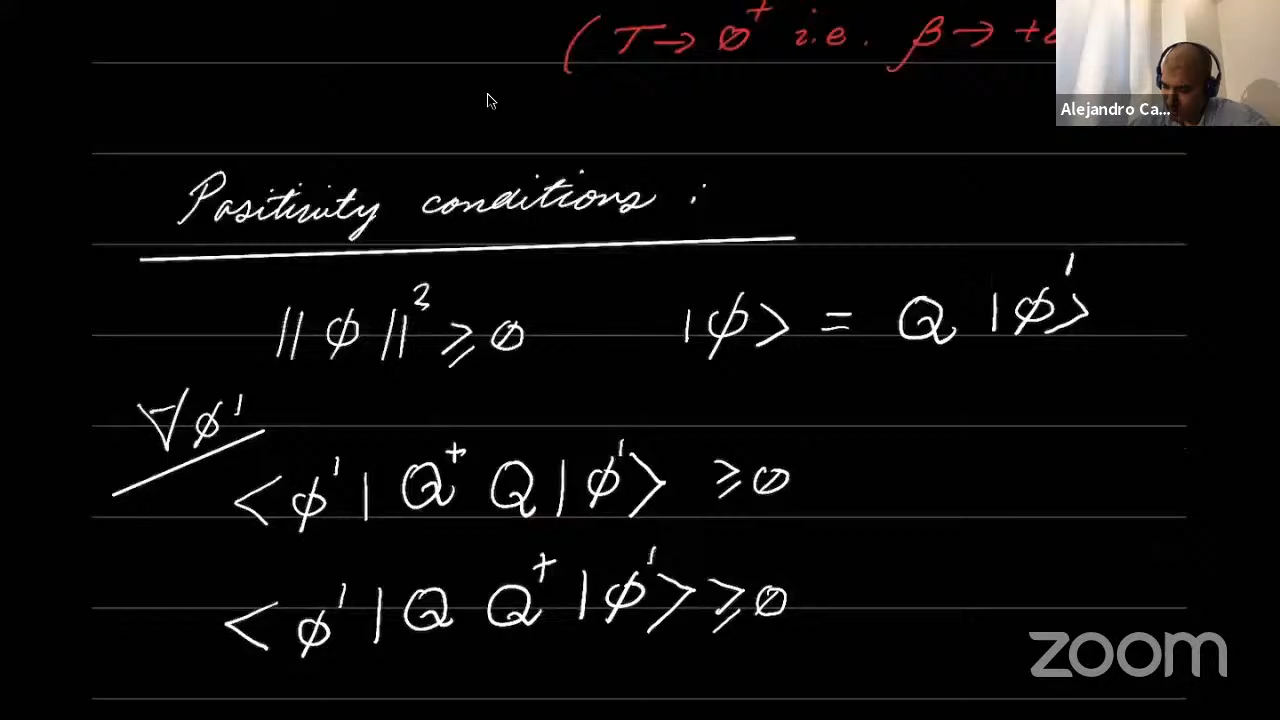 ( T → 0⁺ i.e. β → +
Alejandro Ca...
Positivity conditions :
||ϕ||² ≥ 0 |ϕ> = Q |ϕ'>
∀ϕ'
<ϕ'| Q⁺ Q |ϕ'> ≥ 0
<ϕ'| Q Q⁺ |ϕ'> ≥ 0
zoom